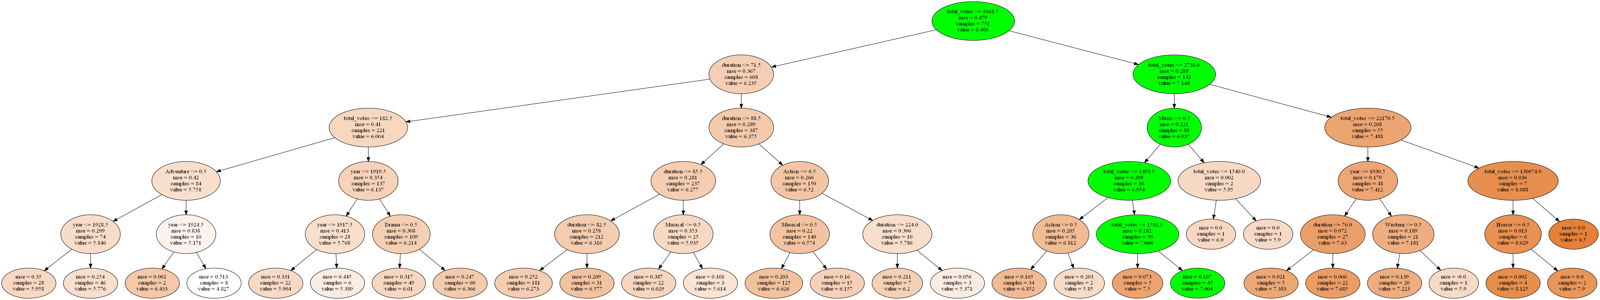 total_votes <= 1064.5
mse = 0.479
samples = 751
value = 6.409
duration <= 71.5
mse = 0.367
samples = 608
value = 6.235
total_votes <= 2738.0
mse = 0.288
samples = 143
value = 7.148
total_votes <= 182.5
mse = 0.41
samples = 221
value = 6.004
duration <= 88.5
mse = 0.289
samples = 387
value = 6.375
Music <= 0.5
mse = 0.221
samples = 88
value = 6.937
total_votes <= 22170.5
mse = 0.208
samples = 55
value = 7.488
Adventure <= 0.5
mse = 0.42
samples = 84
value = 5.758
year <= 1919.5
mse = 0.354
samples = 137
value = 6.137
duration <= 85.5
mse = 0.281
samples = 237
value = 6.277
Action <= 0.5
mse = 0.266
samples = 150
value = 6.52
total_votes <= 1493.5
mse = 0.208
samples = 86
value = 6.954
total_votes <= 1540.0
mse = 0.002
samples = 2
value = 5.95
year <= 1930.5
mse = 0.179
samples = 48
value = 7.412
total_votes <= 130074.0
mse = 0.036
samples = 7
value = 8.088
year <= 1928.5
mse = 0.299
samples = 74
value = 5.846
year <= 1924.5
mse = 0.838
samples = 10
value = 5.171
year <= 1917.5
mse = 0.413
samples = 28
value = 5.768
Drama <= 0.5
mse = 0.308
samples = 109
value = 6.214
duration <= 82.5
mse = 0.258
samples = 212
value = 6.316
Musical <= 0.5
mse = 0.353
samples = 25
value = 5.935
Musical <= 0.5
mse = 0.22
samples = 140
value = 6.574
duration <= 224.0
mse = 0.306
samples = 10
value = 5.786
Action <= 0.5
mse = 0.205
samples = 36
value = 6.812
total_votes <= 1532.5
mse = 0.182
samples = 50
value = 7.066
mse = 0.0
samples = 1
value = 6.0
mse = 0.0
samples = 1
value = 5.9
duration <= 76.0
mse = 0.072
samples = 27
value = 7.63
Western <= 0.5
mse = 0.189
samples = 21
value = 7.181
Horror <= 0.5
mse = 0.013
samples = 6
value = 8.029
mse = 0.0
samples = 1
value = 8.5
mse = 0.35
samples = 28
value = 5.958
mse = 0.254
samples = 46
value = 5.776
mse = 0.002
samples = 2
value = 6.433
mse = 0.513
samples = 8
value = 4.827
mse = 0.331
samples = 22
value = 5.904
mse = 0.445
samples = 6
value = 5.389
mse = 0.317
samples = 49
value = 6.01
mse = 0.247
samples = 60
value = 6.366
mse = 0.252
samples = 181
value = 6.273
mse = 0.209
samples = 31
value = 6.577
mse = 0.387
samples = 22
value = 6.029
mse = 0.101
samples = 3
value = 5.614
mse = 0.203
samples = 125
value = 6.626
mse = 0.16
samples = 15
value = 6.157
mse = 0.211
samples = 7
value = 6.2
mse = 0.056
samples = 3
value = 5.371
mse = 0.165
samples = 34
value = 6.852
mse = 0.203
samples = 2
value = 5.85
mse = 0.073
samples = 5
value = 7.5
mse = 0.167
samples = 45
value = 7.004
mse = 0.021
samples = 5
value = 7.383
mse = 0.066
samples = 22
value = 7.685
mse = 0.139
samples = 20
value = 7.223
mse = -0.0
samples = 1
value = 5.9
mse = 0.002
samples = 4
value = 8.125
mse = 0.0
samples = 2
value = 7.9